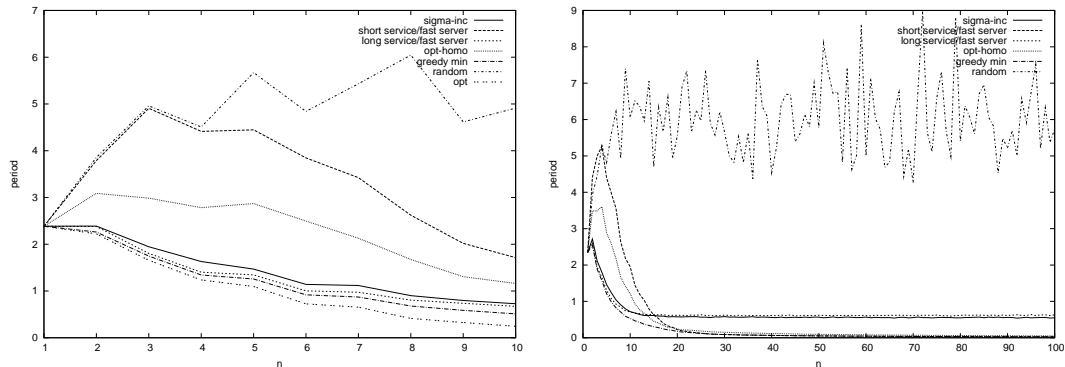 7
6
5
4
3
2
1
0
period
1 2 3 4 5 6 7 8 9 10
n
sigma-inc
short service/fast server
long service/fast server
opt-homo
greedy min
random
opt
9
8
7
6
5
4
3
2
1
0
period
0 10 20 30 40 50 60 70 80 90 100
n
sigma-inc
short service/fast server
long service/fast server
opt-homo
greedy min
random